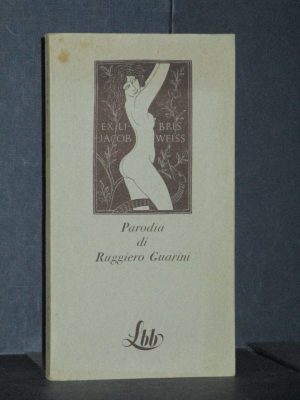 EX LI- BRIS
JACOB WEISS
Parodia
di
Ruggiero Guarini
Lbb